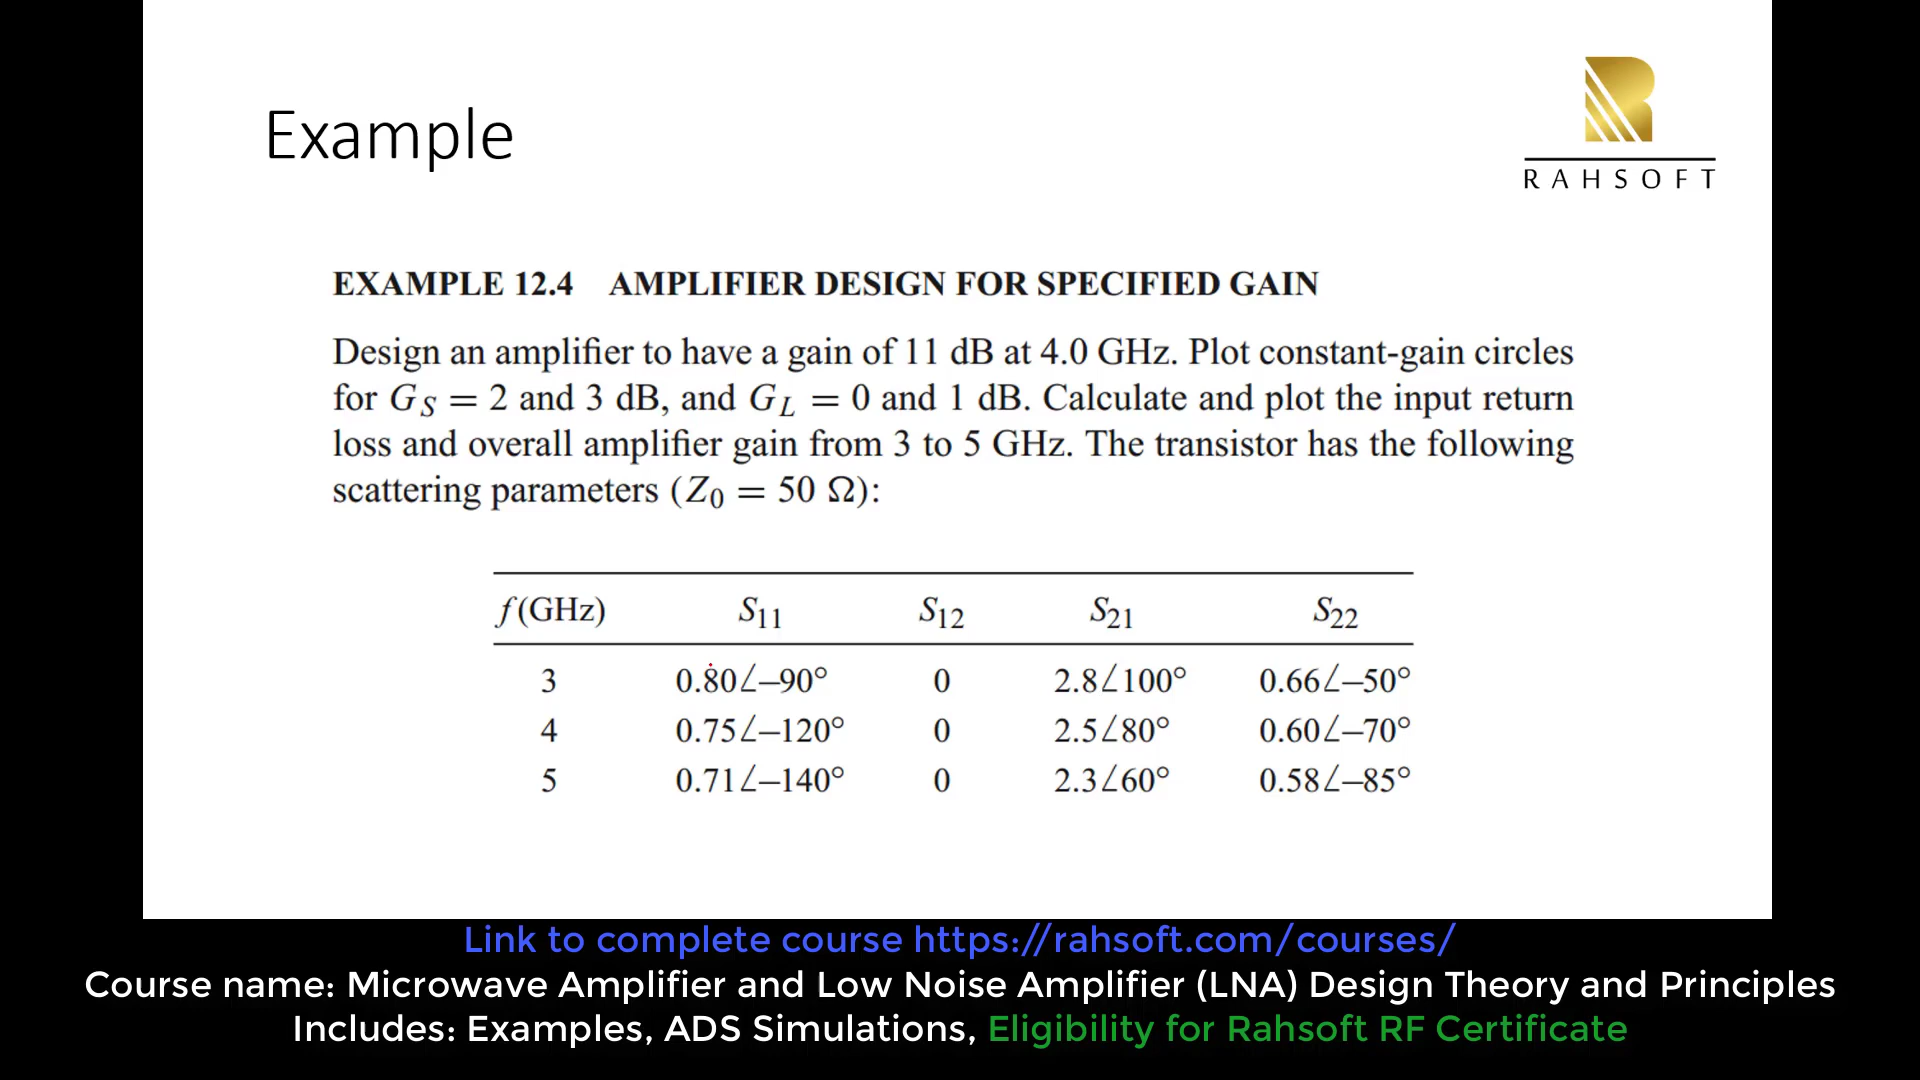 Example
RAHSOFT
EXAMPLE 12.4 AMPLIFIER DESIGN FOR SPECIFIED GAIN
Design an amplifier to have a gain of 11 dB at 4.0 GHz. Plot constant-gain circles
for G_S = 2 and 3 dB, and G_L = 0 and 1 dB. Calculate and plot the input return
loss and overall amplifier gain from 3 to 5 GHz. The transistor has the following
scattering parameters (Z_0 = 50 Ω):
f(GHz) S_11 S_12 S_21 S_22
3 0.80∠–90° 0 2.8∠100° 0.66∠–50°
4 0.75∠–120° 0 2.5∠80° 0.60∠–70°
5 0.71∠–140° 0 2.3∠60° 0.58∠–85°
Link to complete course https://rahsoft.com/courses/
Course name: Microwave Amplifier and Low Noise Amplifier (LNA) Design Theory and Principles
Includes: Examples, ADS Simulations, Eligibility for Rahsoft RF Certificate